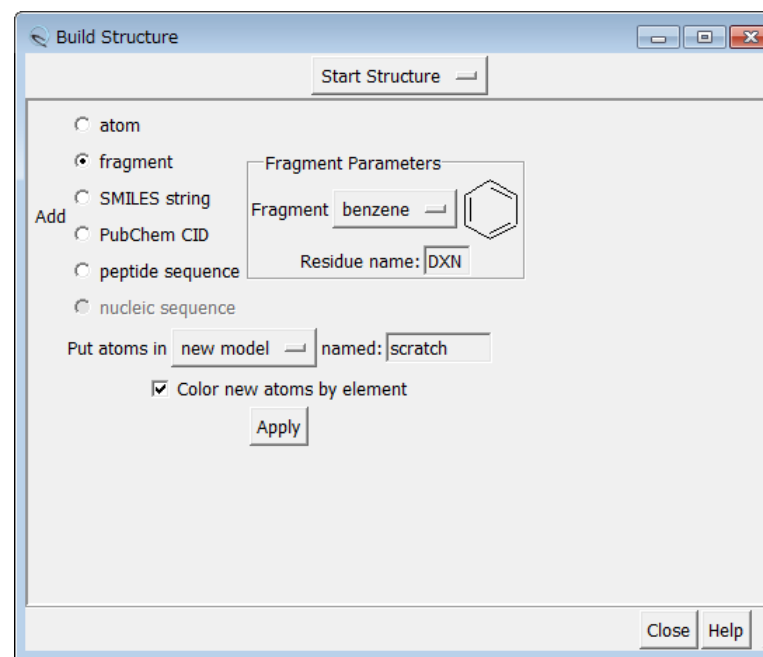 Build Structure
Start Structure
atom
fragment
Fragment Parameters
SMILES string
Fragment benzene
Add
PubChem CID
peptide sequence
Residue name: DXN
nucleic sequence
Put atoms in new model named: scratch
Color new atoms by element
Apply
Close Help